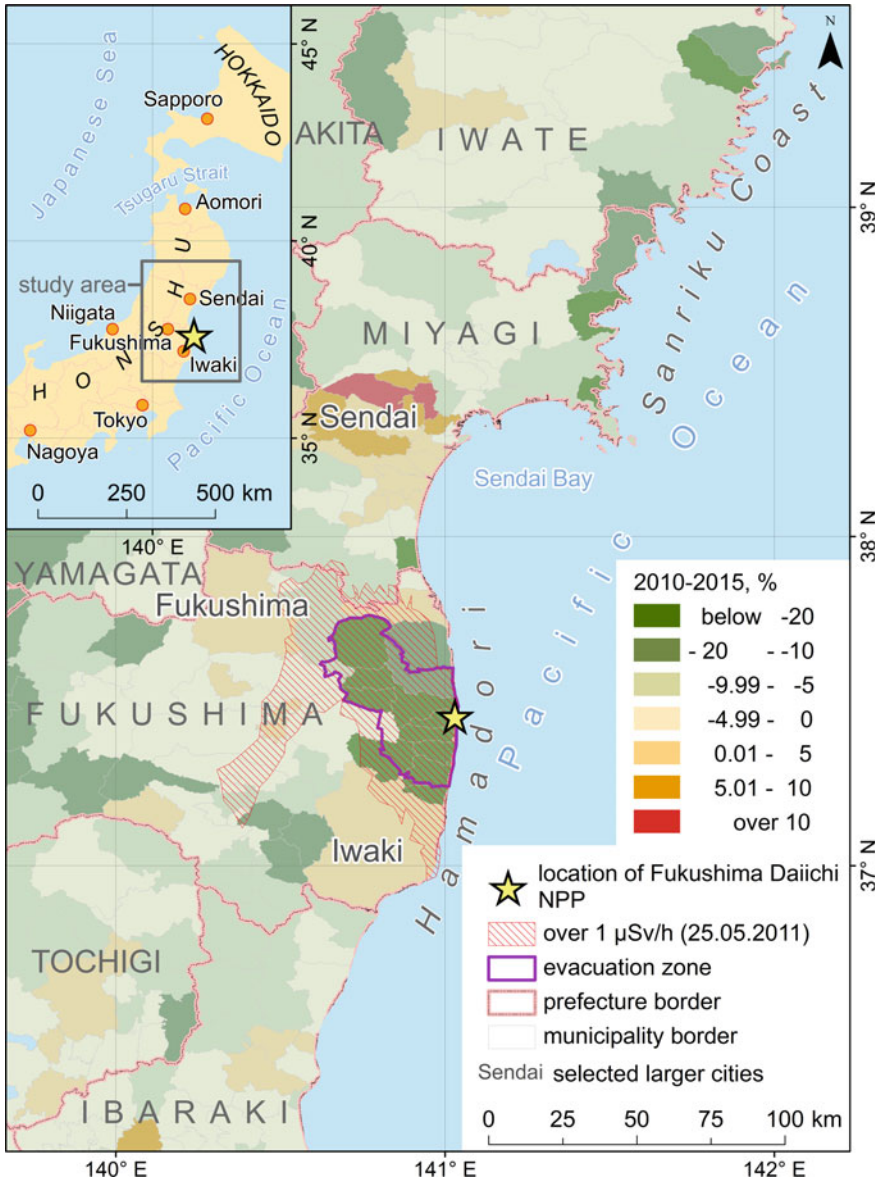 N
Japanese Sea
HOKKAIDO
Sapporo
Tsugaru Strait
Aomori
HONSHU
study area
Sendai
Niigata
Fukushima
Iwaki
Tokyo
Nagoya
Pacific Ocean
0 250 500 km
140° E
45° N
40° N
35° N
AKITA
IWATE
MIYAGI
Sendai
Sanriku Coast
Pacific Ocean
Sendai Bay
YAMAGATA
Fukushima
FUKUSHIMA
Hamadori
Iwaki
TOCHIGI
IBARAKI
39° N
38° N
37° N
2010-2015, %
below -20
- 20 - -10
-9.99 - -5
-4.99 - 0
0.01 - 5
5.01 - 10
over 10
location of Fukushima Daiichi
NPP
over 1 µSv/h (25.05.2011)
evacuation zone
prefecture border
municipality border
Sendai selected larger cities
0 25 50 75 100 km
140° E 141° E 142° E